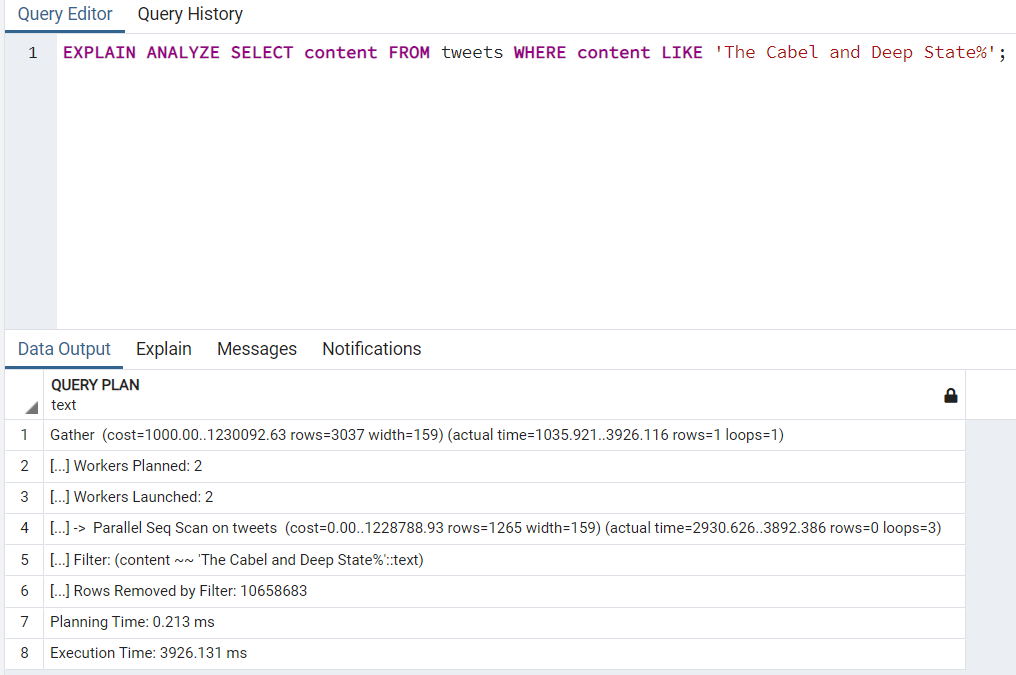 Query Editor Query History
1 EXPLAIN ANALYZE SELECT content FROM tweets WHERE content LIKE 'The Cabel and Deep State%';
Data Output Explain Messages Notifications
QUERY PLAN
text
1 Gather (cost=1000.00..1230092.63 rows=3037 width=159) (actual time=1035.921..3926.116 rows=1 loops=1)
2 [...] Workers Planned: 2
3 [...] Workers Launched: 2
4 [...] -> Parallel Seq Scan on tweets (cost=0.00..1228788.93 rows=1265 width=159) (actual time=2930.626..3892.386 rows=0 loops=3)
5 [...] Filter: (content ~~ 'The Cabel and Deep State%'::text)
6 [...] Rows Removed by Filter: 10658683
7 Planning Time: 0.213 ms
8 Execution Time: 3926.131 ms